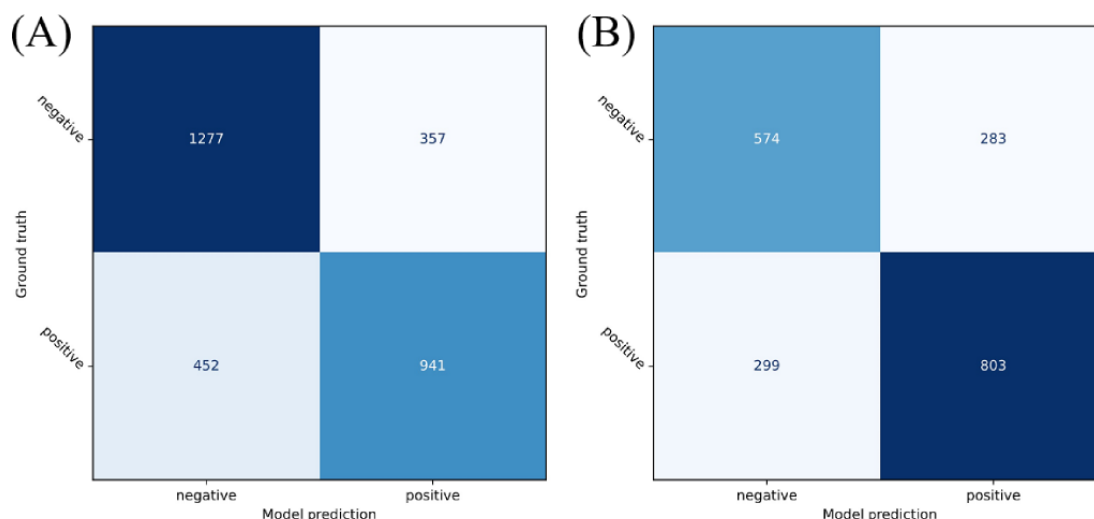 (A)
negative
1277
357
Ground truth
positive
452
941
negative
positive
Model prediction
(B)
negative
574
283
Ground truth
positive
299
803
negative
positive
Model prediction